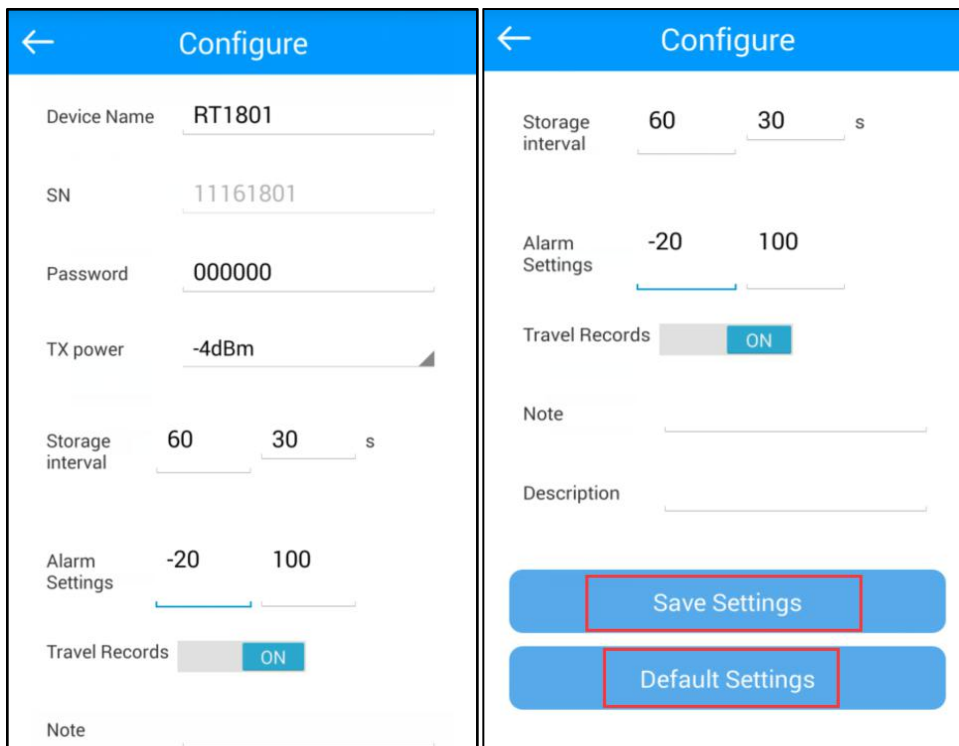 Configure
Device Name RT1801
SN 11161801
Password 000000
TX power -4dBm
Storage interval 60 30 s
Alarm Settings -20 100
Travel Records ON
Note
Configure
Storage interval 60 30 s
Alarm Settings -20 100
Travel Records ON
Note
Description
Save Settings
Default Settings